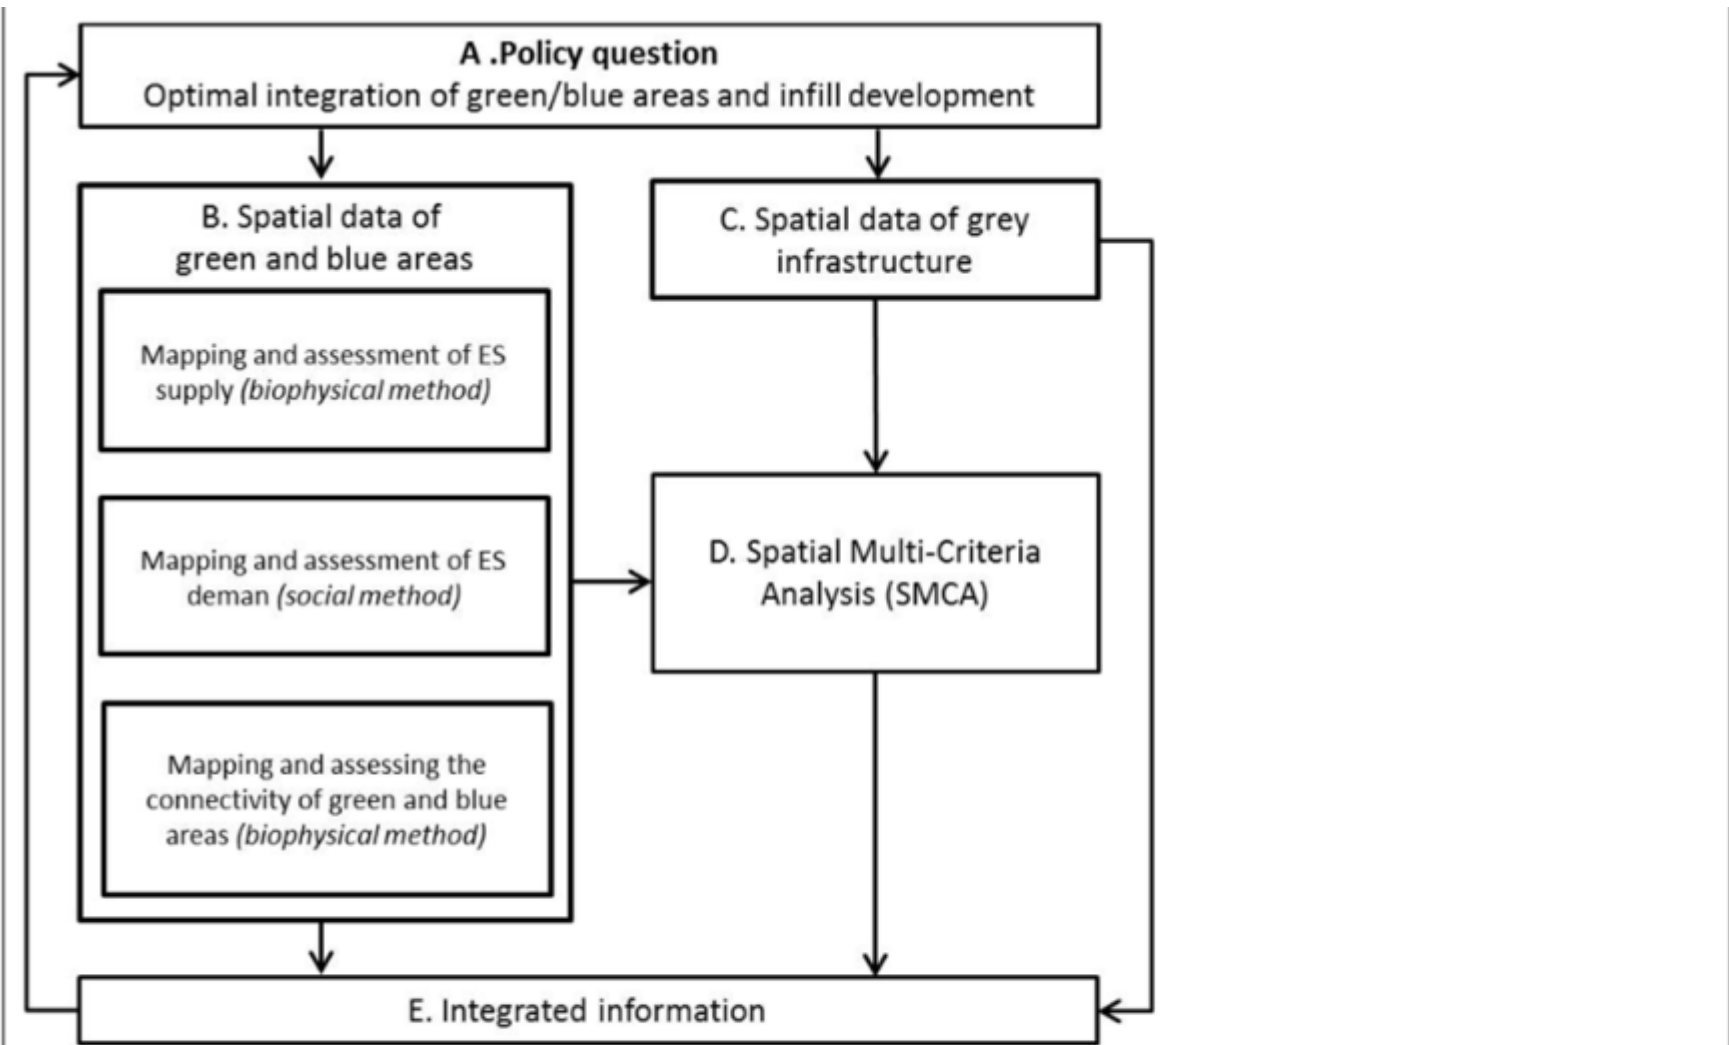 A .Policy question
Optimal integration of green/blue areas and infill development
B. Spatial data of
green and blue areas
Mapping and assessment of ES
supply (biophysical method)
Mapping and assessment of ES
deman (social method)
Mapping and assessing the
connectivity of green and blue
areas (biophysical method)
C. Spatial data of grey
infrastructure
D. Spatial Multi-Criteria
Analysis (SMCA)
E. Integrated information